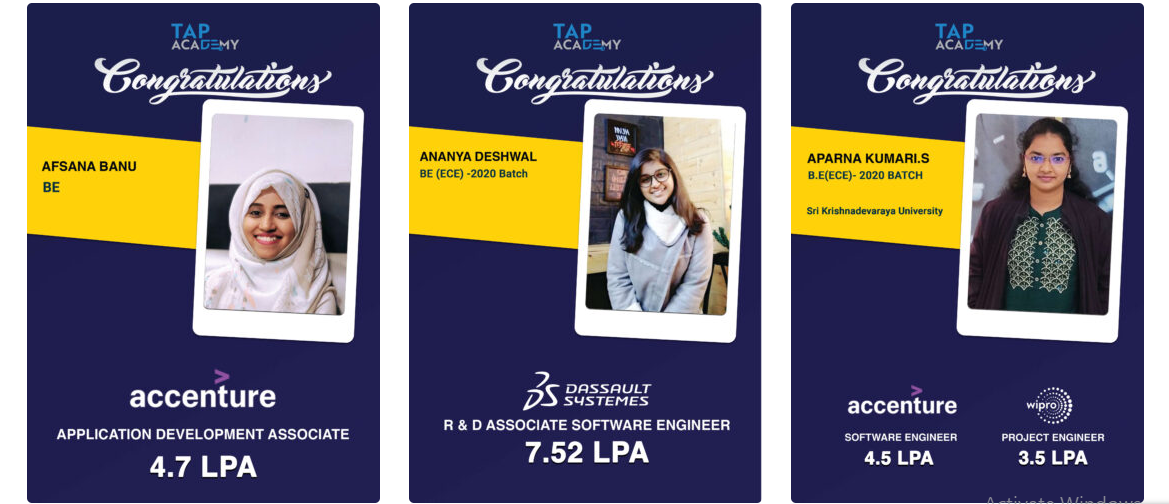 TAP
ACADEMY
Congratulations
AFSANA BANU
BE
accenture
APPLICATION DEVELOPMENT ASSOCIATE
4.7 LPA
TAP
ACADEMY
Congratulations
ANANYA DESHWAL
BE (ECE) -2020 Batch
DASSAULT
SYSTEMES
R & D ASSOCIATE SOFTWARE ENGINEER
7.52 LPA
TAP
ACADEMY
Congratulations
APARNA KUMARI.S
B.E(ECE)- 2020 BATCH
Sri Krishnadevaraya University
accenture
SOFTWARE ENGINEER
4.5 LPA
wipro
PROJECT ENGINEER
3.5 LPA
Activate Windows